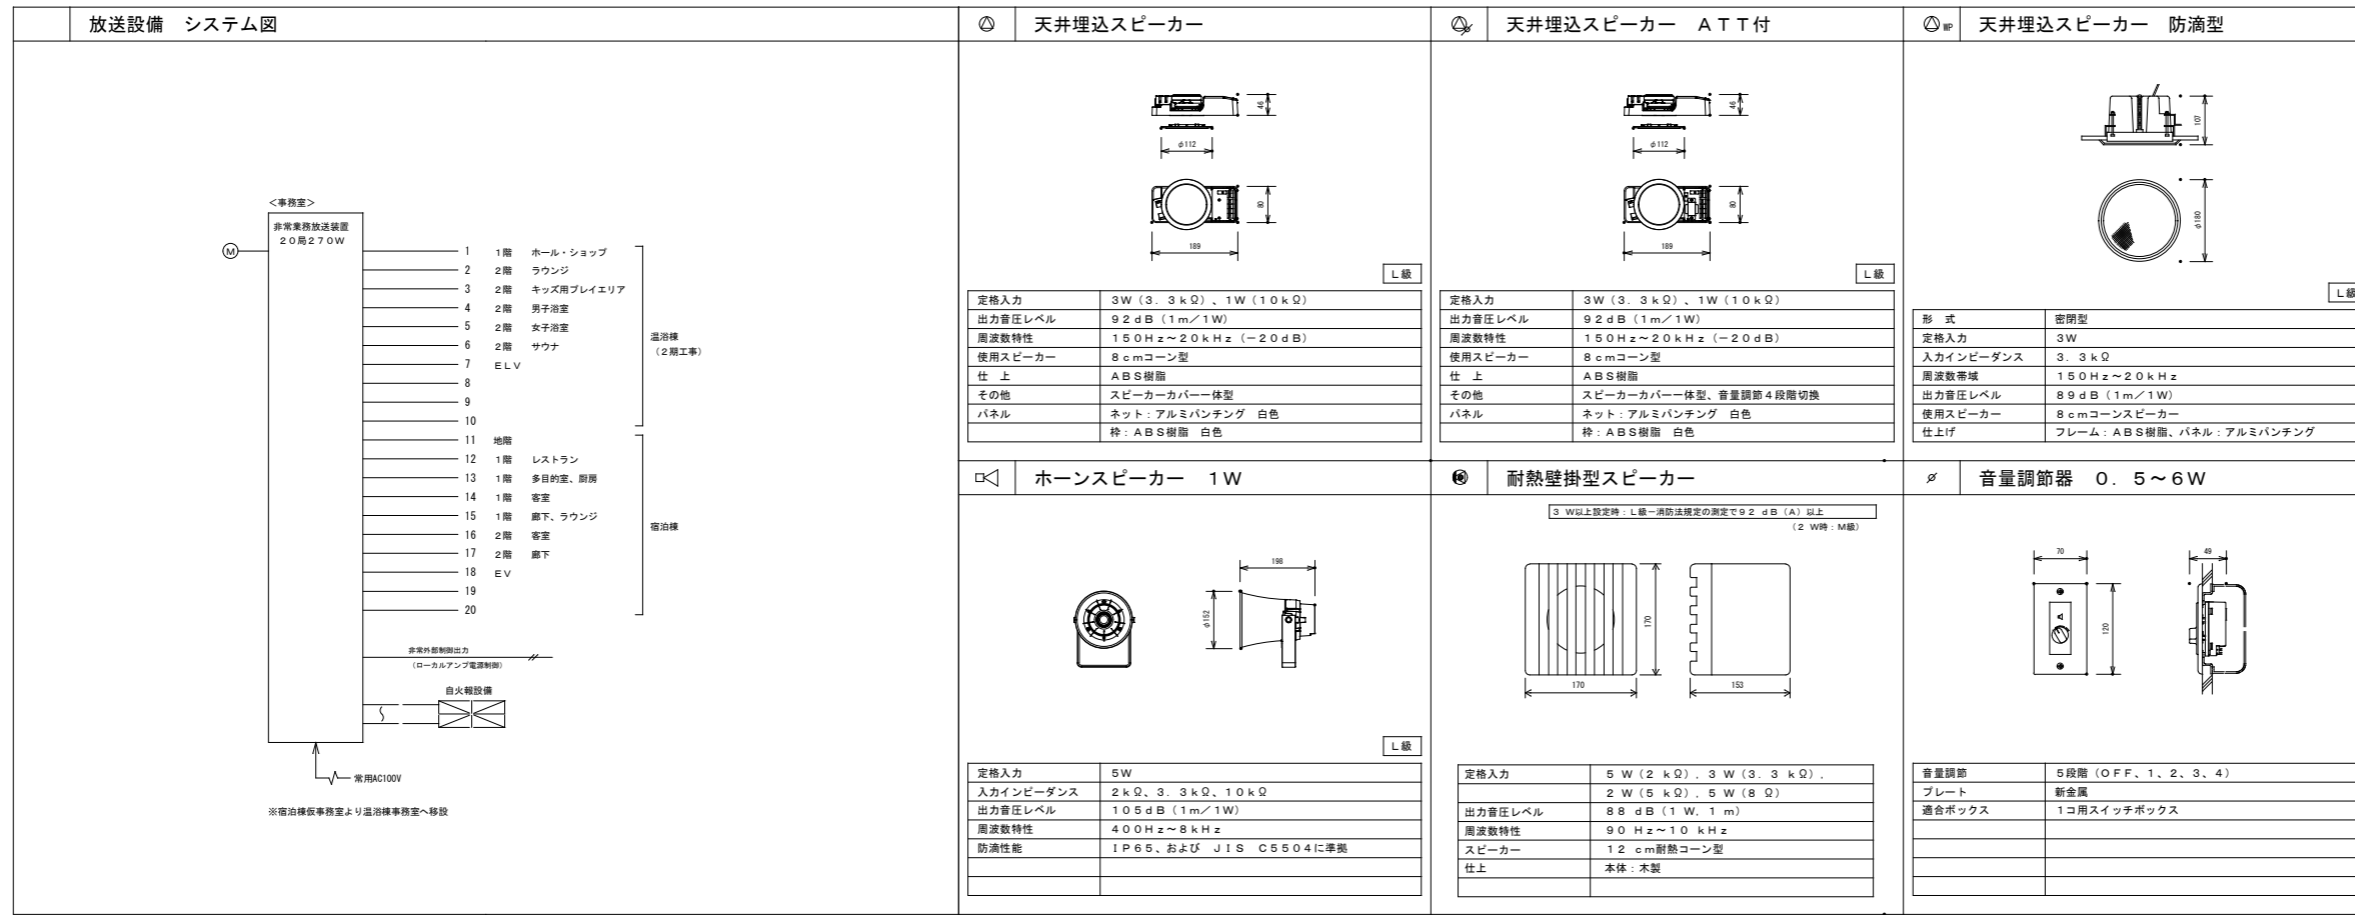 放送設備　システム図
＜事務室＞
非常業務放送装置
２０局２７０Ｗ
M
1　1階　ホール・ショップ
2　2階　ラウンジ
3　2階　キッズ用プレイエリア
4　2階　男子浴室
5　2階　女子浴室
6　2階　サウナ
7　ＥＬＶ
8
9
10
温浴棟
（２期工事）
11　地階
12　1階　レストラン
13　1階　多目的室、厨房
14　1階　客室
15　1階　廊下、ラウンジ
16　2階　客室
17　2階　廊下
18　ＥＶ
19
20
宿泊棟
非常外部制御出力
（ローカルアンプ電源制御）
自火報設備
常用AC100V
※宿泊棟仮事務室より温浴棟事務室へ移設
天井埋込スピーカー
46
φ112
80
189
Ｌ級
定格入力　３Ｗ（３．３ｋΩ）、１Ｗ（１０ｋΩ）
出力音圧レベル　９２ｄＢ（１ｍ／１Ｗ）
周波数特性　１５０Ｈｚ～２０ｋＨｚ（－２０ｄＢ）
使用スピーカー　８ｃｍコーン型
仕　上　ＡＢＳ樹脂
その他　スピーカーカバー一体型
パネル　ネット：アルミパンチング　白色
枠：ＡＢＳ樹脂　白色
天井埋込スピーカー　ＡＴＴ付
46
φ112
80
189
Ｌ級
定格入力　３Ｗ（３．３ｋΩ）、１Ｗ（１０ｋΩ）
出力音圧レベル　９２ｄＢ（１ｍ／１Ｗ）
周波数特性　１５０Ｈｚ～２０ｋＨｚ（－２０ｄＢ）
使用スピーカー　８ｃｍコーン型
仕　上　ＡＢＳ樹脂
その他　スピーカーカバー一体型、音量調節４段階切換
パネル　ネット：アルミパンチング　白色
枠：ＡＢＳ樹脂　白色
WP
天井埋込スピーカー　防滴型
107
φ180
Ｌ級
形　式　密閉型
定格入力　３Ｗ
入力インピーダンス　３．３ｋΩ
周波数帯域　１５０Ｈｚ～２０ｋＨｚ
出力音圧レベル　８９ｄＢ（１ｍ／１Ｗ）
使用スピーカー　８ｃｍコーンスピーカー
仕上げ　フレーム：ＡＢＳ樹脂、パネル：アルミパンチング
ホーンスピーカー　１Ｗ
198
φ152
Ｌ級
定格入力　５Ｗ
入力インピーダンス　２ｋΩ、３．３ｋΩ、１０ｋΩ
出力音圧レベル　１０５ｄＢ（１ｍ／１Ｗ）
周波数特性　４００Ｈｚ～８ｋＨｚ
防滴性能　ＩＰ６５、および　ＪＩＳ　Ｃ５５０４に準拠
耐熱壁掛型スピーカー
３　Ｗ以上設定時：Ｌ級－消防法規定の測定で９２　ｄＢ（Ａ）以上
（２　Ｗ時：Ｍ級）
170
170
153
定格入力　５　Ｗ（２　ｋΩ）．３　Ｗ（３．３　ｋΩ）．
２　Ｗ（５　ｋΩ）．５　Ｗ（８　Ω）
出力音圧レベル　８８　ｄＢ（１　Ｗ．１　ｍ）
周波数特性　９０　Ｈｚ～１０　ｋＨｚ
スピーカー　１２　ｃｍ耐熱コーン型
仕上　本体：木製
音量調節器　０．５～６Ｗ
70
49
120
音量調節　５段階（ＯＦＦ、１、２、３、４）
プレート　新金属
適合ボックス　１コ用スイッチボックス